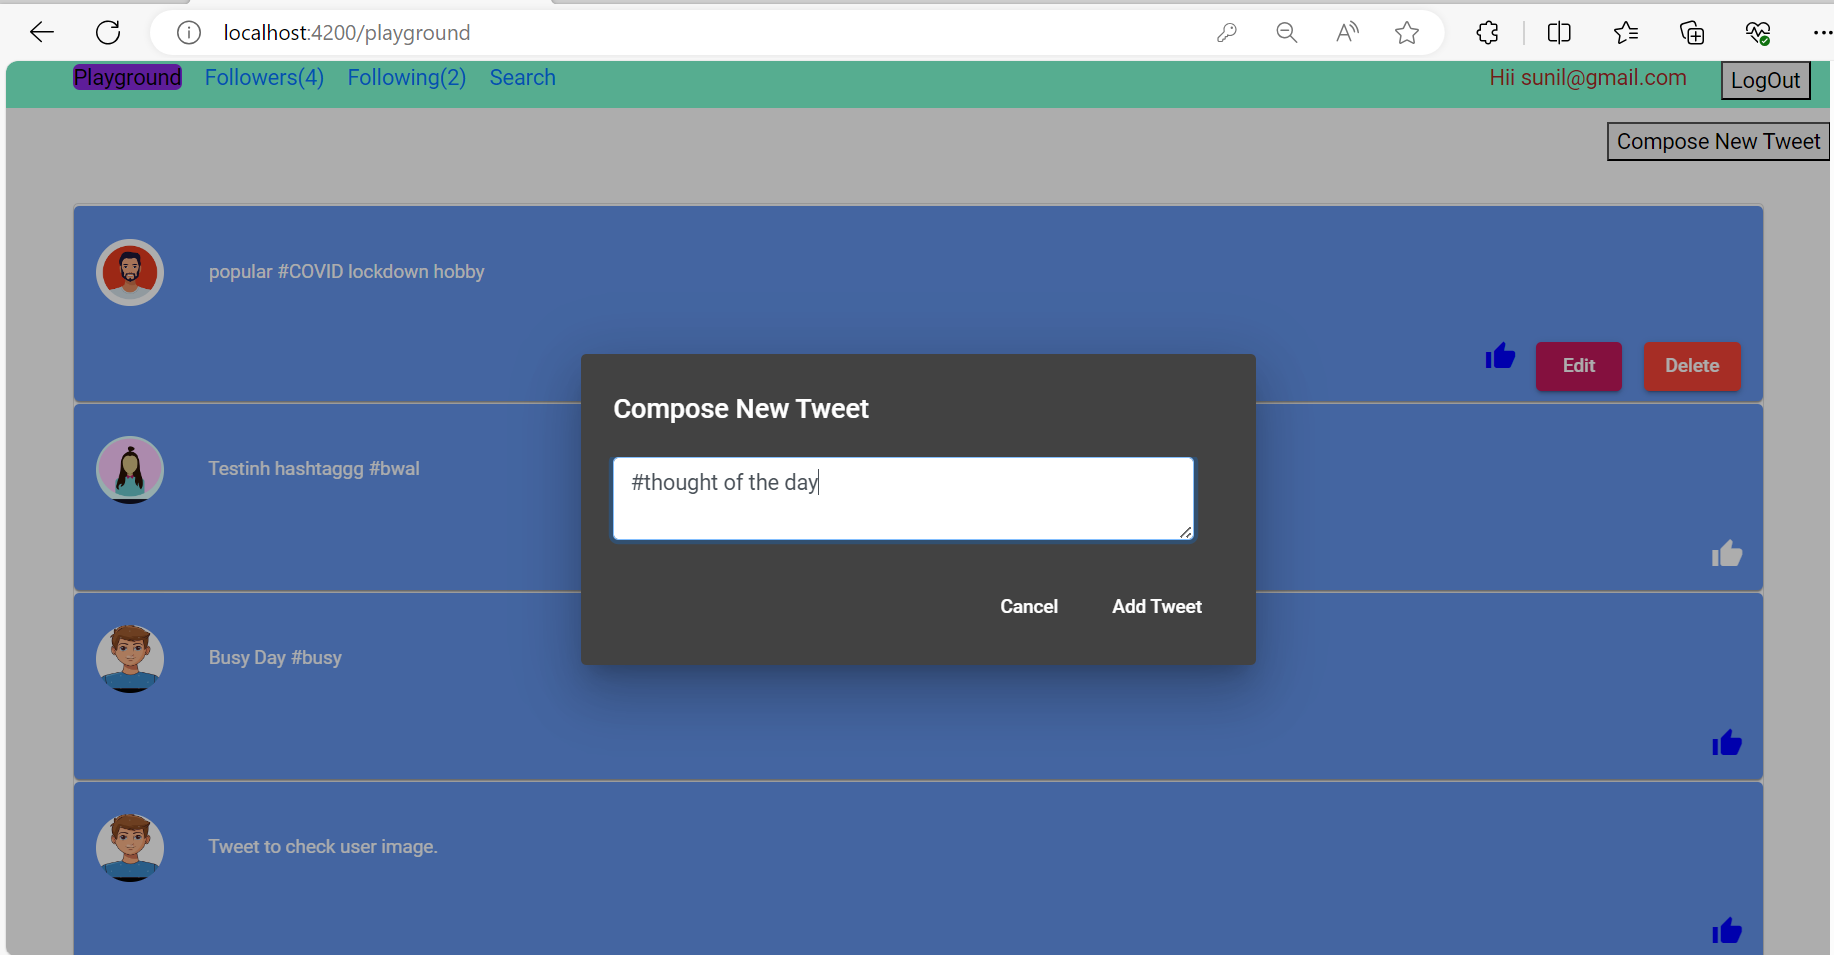 localhost:4200/playground
Playground Followers(4) Following(2) Search Hii sunil@gmail.com LogOut
Compose New Tweet
popular #COVID lockdown hobby
Edit Delete
Testinh hashtaggg #bwal
Compose New Tweet
#thought of the day
Cancel Add Tweet
Busy Day #busy
Tweet to check user image.